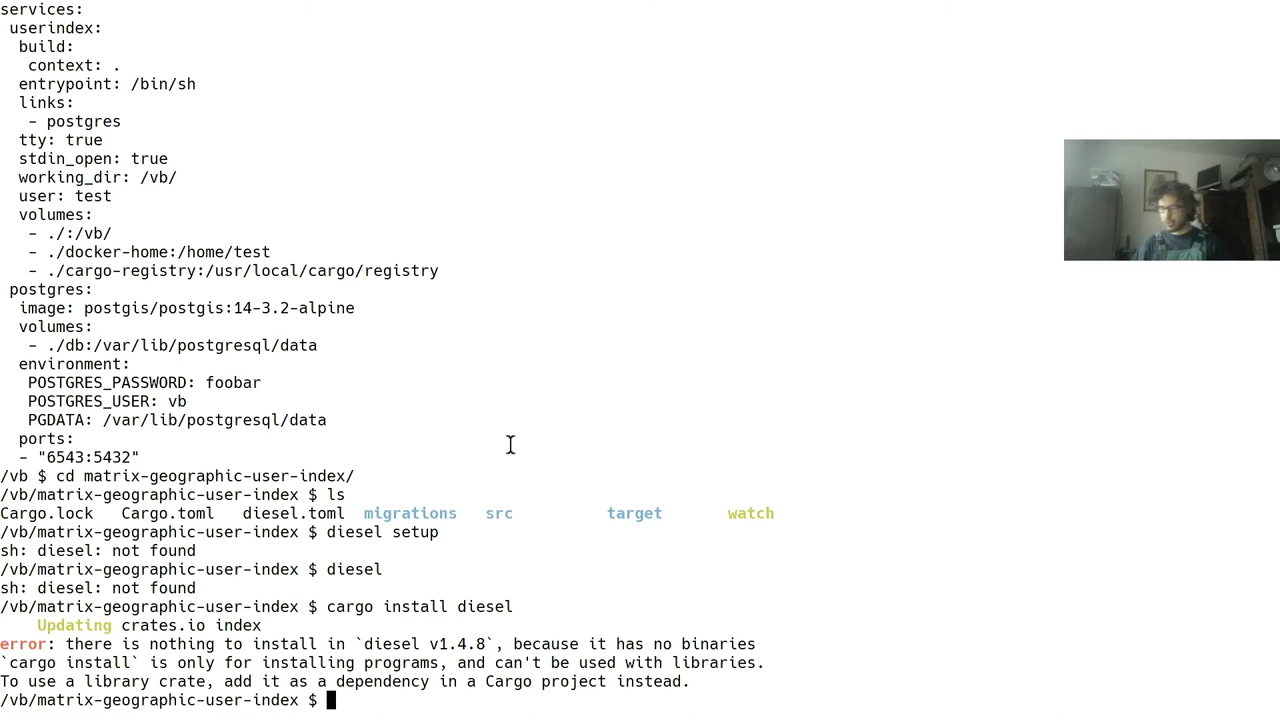 services:
 userindex:
  build:
   context: .
  entrypoint: /bin/sh
  links:
   - postgres
  tty: true
  stdin_open: true
  working_dir: /vb/
  user: test
  volumes:
   - ./:/vb/
   - ./docker-home:/home/test
   - ./cargo-registry:/usr/local/cargo/registry
 postgres:
  image: postgis/postgis:14-3.2-alpine
  volumes:
   - ./db:/var/lib/postgresql/data
  environment:
   POSTGRES_PASSWORD: foobar
   POSTGRES_USER: vb
   PGDATA: /var/lib/postgresql/data
  ports:
  - "6543:5432"
/vb $ cd matrix-geographic-user-index/
/vb/matrix-geographic-user-index $ ls
Cargo.lock   Cargo.toml   diesel.toml  migrations   src          target       watch
/vb/matrix-geographic-user-index $ diesel setup
sh: diesel: not found
/vb/matrix-geographic-user-index $ diesel
sh: diesel: not found
/vb/matrix-geographic-user-index $ cargo install diesel
    Updating crates.io index
error: there is nothing to install in `diesel v1.4.8`, because it has no binaries
`cargo install` is only for installing programs, and can't be used with libraries.
To use a library crate, add it as a dependency in a Cargo project instead.
/vb/matrix-geographic-user-index $